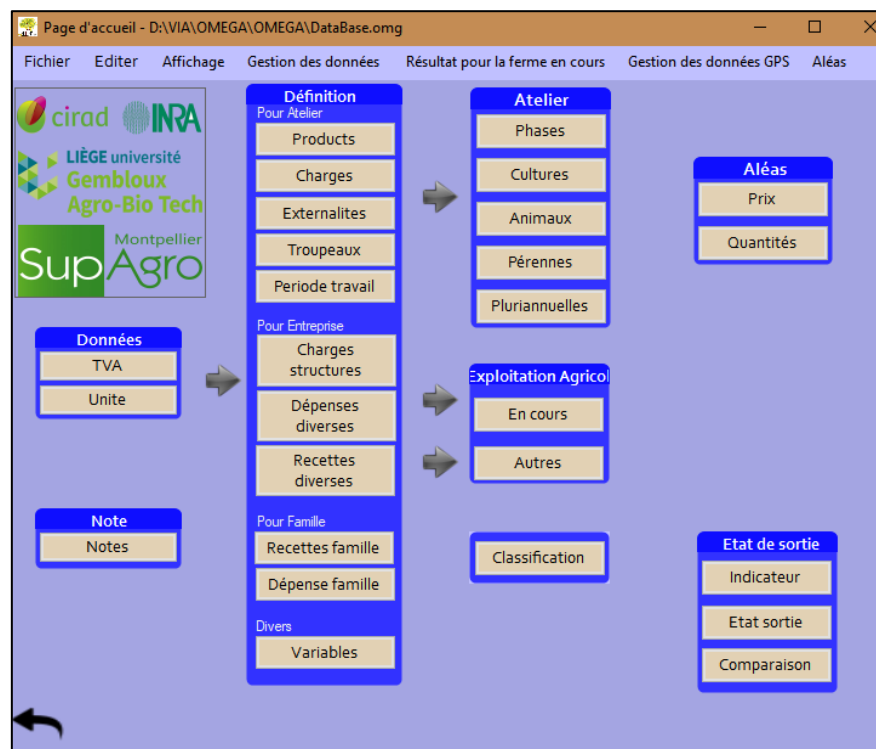 Page d'accueil - D:\VIA\OMEGA\OMEGA\DataBase.omg
Fichier Editer Affichage Gestion des données Résultat pour la ferme en cours Gestion des données GPS Aléas
cirad INRA
LIÈGE université
Gembloux
Agro-Bio Tech
Montpellier
SupAgro
Données
TVA
Unite
Note
Notes
Définition
Pour Atelier
Products
Charges
Externalites
Troupeaux
Periode travail
Pour Entreprise
Charges
structures
Dépenses
diverses
Recettes
diverses
Pour Famille
Recettes famille
Dépense famille
Divers
Variables
Atelier
Phases
Cultures
Animaux
Pérennes
Pluriannuelles
Exploitation Agricol
En cours
Autres
Classification
Aléas
Prix
Quantités
Etat de sortie
Indicateur
Etat sortie
Comparaison